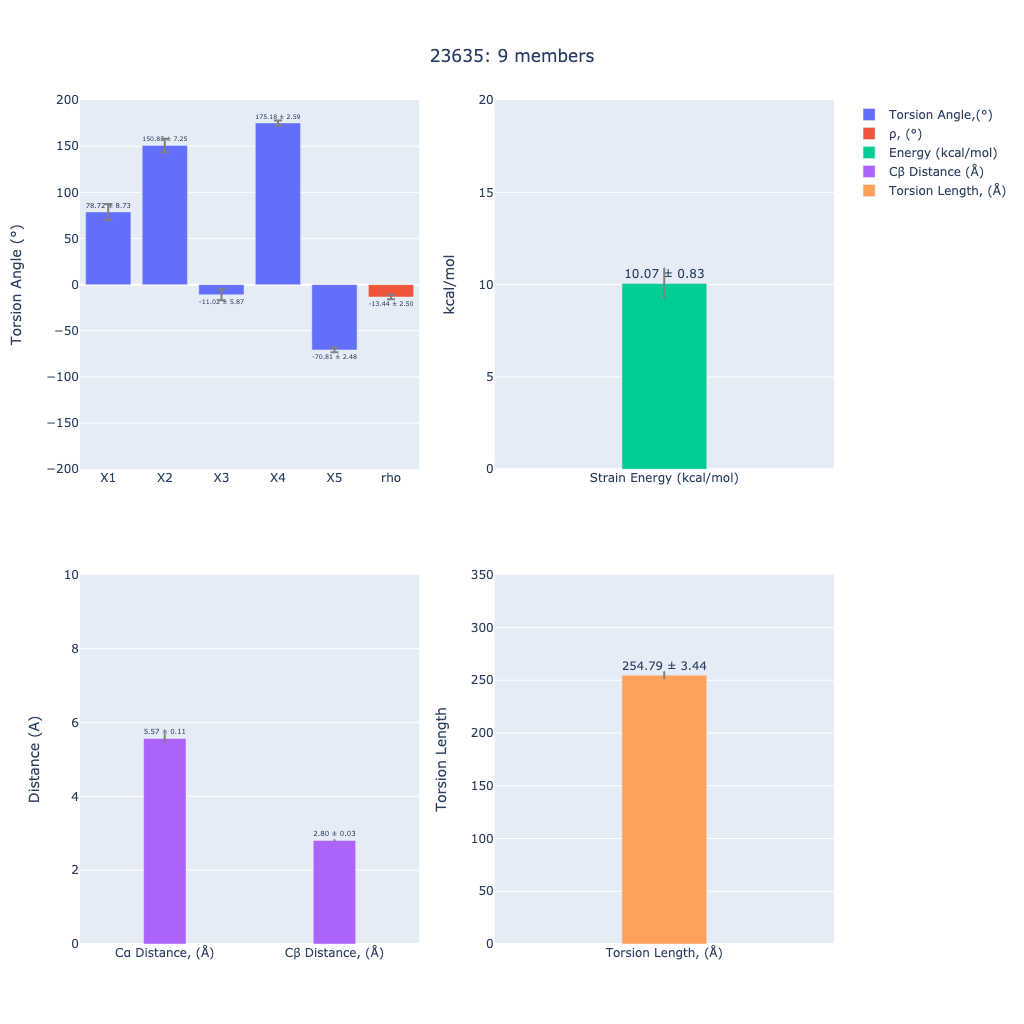 23635: 9 members
Torsion Angle (°)
200
150
100
50
0
−50
−100
−150
−200
78.72 ± 8.73
150.88 ± 7.25
-11.02 ± 5.87
175.18 ± 2.59
-70.81 ± 2.48
-13.44 ± 2.50
X1 X2 X3 X4 X5 rho
kcal/mol
20
15
10
5
0
10.07 ± 0.83
Strain Energy (kcal/mol)
Torsion Angle,(°)
ρ, (°)
Energy (kcal/mol)
Cβ Distance (Å)
Torsion Length, (Å)
Distance (A)
10
8
6
4
2
0
5.57 ± 0.11
2.80 ± 0.03
Cα Distance, (Å) Cβ Distance, (Å)
Torsion Length
350
300
250
200
150
100
50
0
254.79 ± 3.44
Torsion Length, (Å)